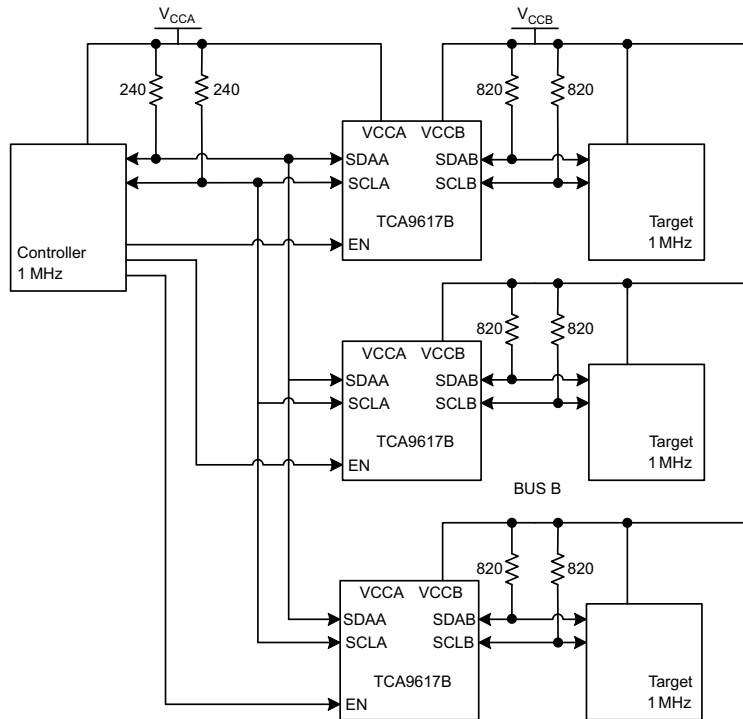 VCCA
VCCB
240
240
820
820
VCCA
VCCB
SDAA
SDAB
SCLA
SCLB
TCA9617B
EN
Controller
1 MHz
Target
1 MHz
820
820
VCCA
VCCB
SDAA
SDAB
SCLA
SCLB
TCA9617B
EN
Target
1 MHz
BUS B
820
820
VCCA
VCCB
SDAA
SDAB
SCLA
SCLB
TCA9617B
EN
Target
1 MHz